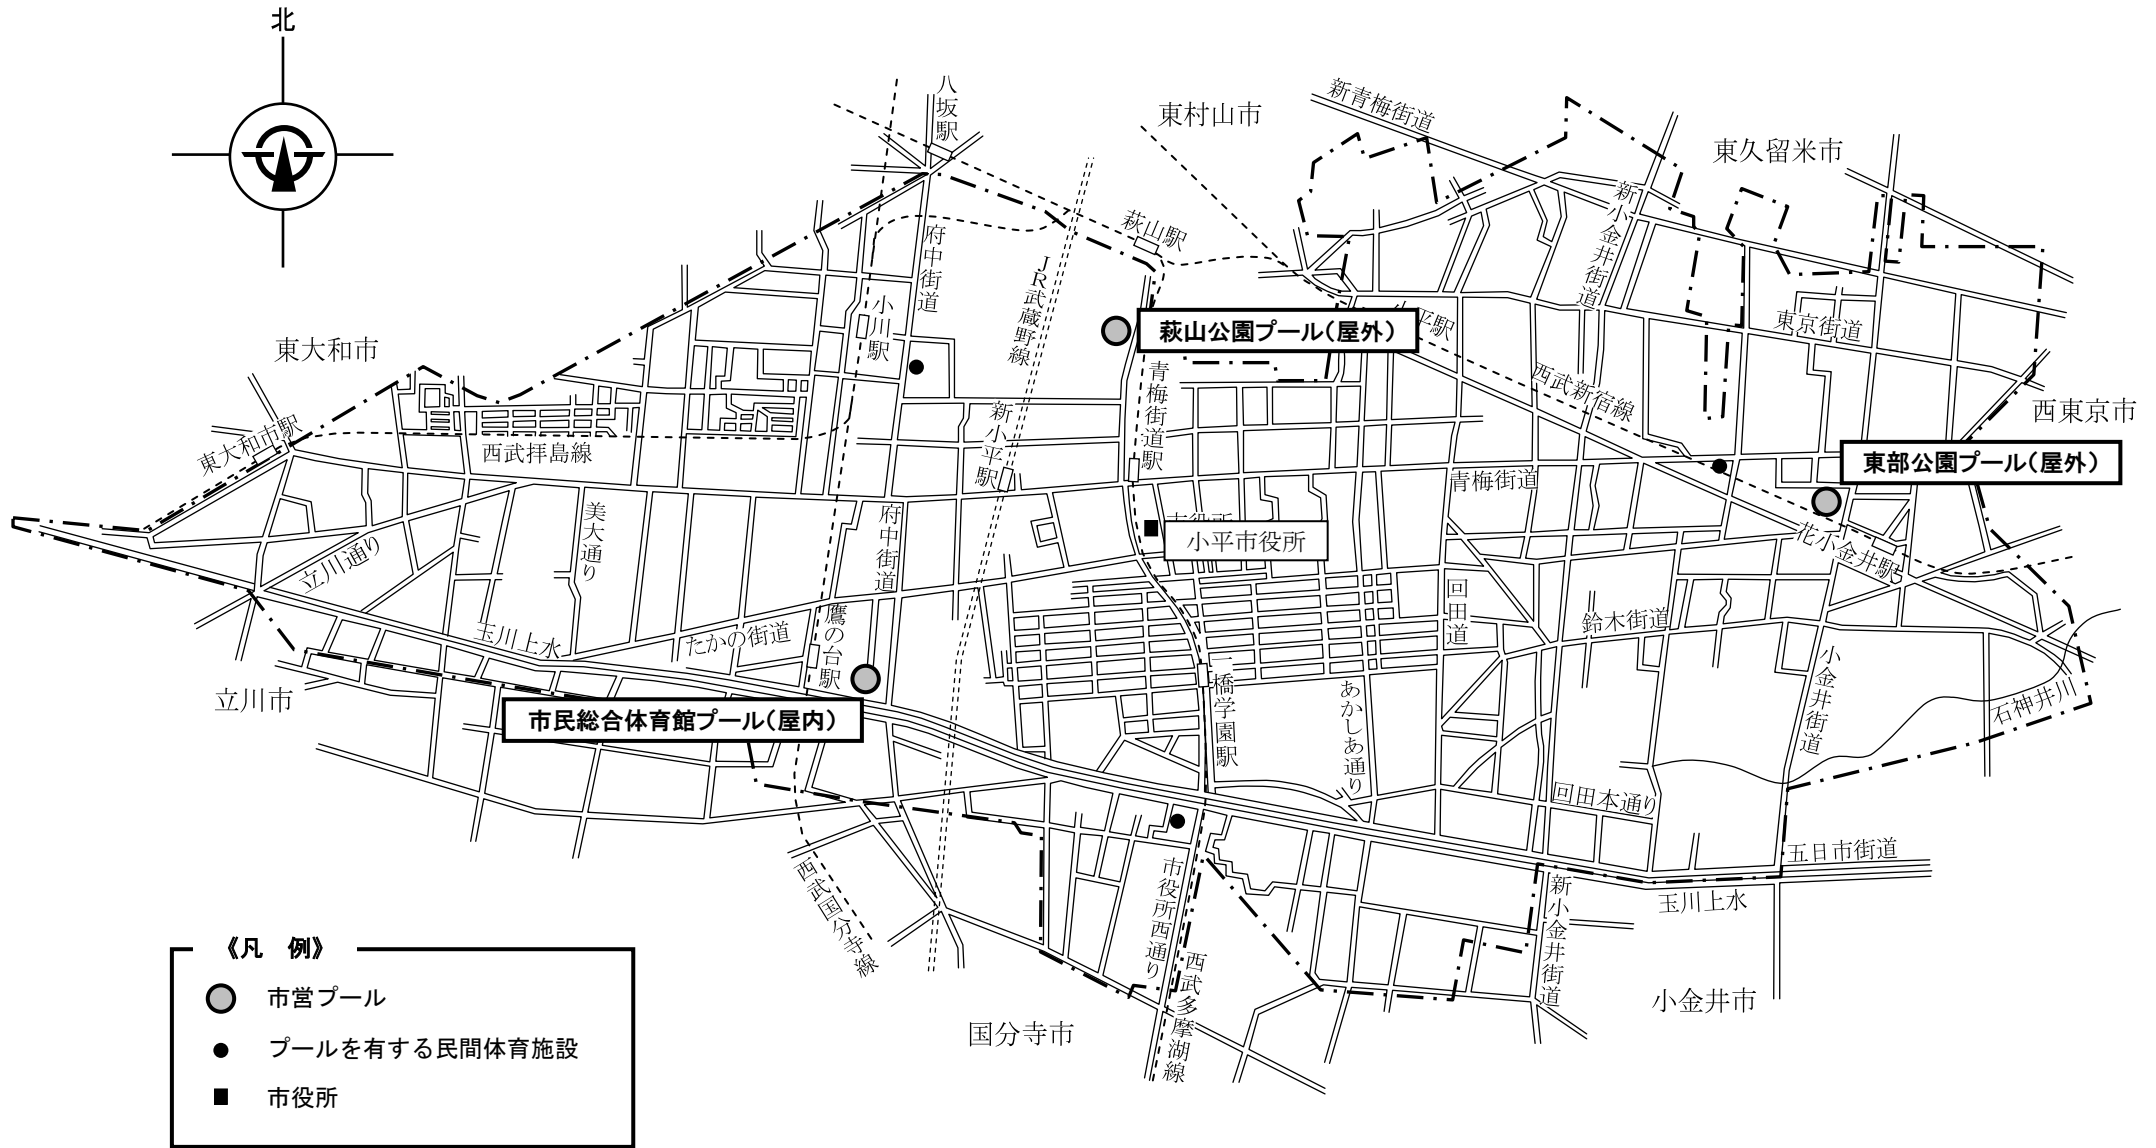 北
八坂駅
東村山市
新青梅街道
東久留米市
萩山駅
新小金井街道
府中街道
JR武蔵野線
小川駅
東大和市
萩山公園プール（屋外）
平駅
東京街道
青梅街道駅
西武新宿線
西東京市
新小平駅
東大和市駅
西武拝島線
東部公園プール（屋外）
青梅街道
美大通り
府中街道
小平市役所
花小金井駅
立川通り
回田道
鈴木街道
玉川上水
たかの街道
鷹の台駅
一橋学園駅
あかしあ通り
小金井街道
石神井川
立川市
市民総合体育館プール（屋内）
回田本通り
五日市街道
西武国分寺線
市役所西通り
新小金井街道
玉川上水
西武多摩湖線
小金井市
国分寺市
《凡　例》
市営プール
プールを有する民間体育施設
市役所